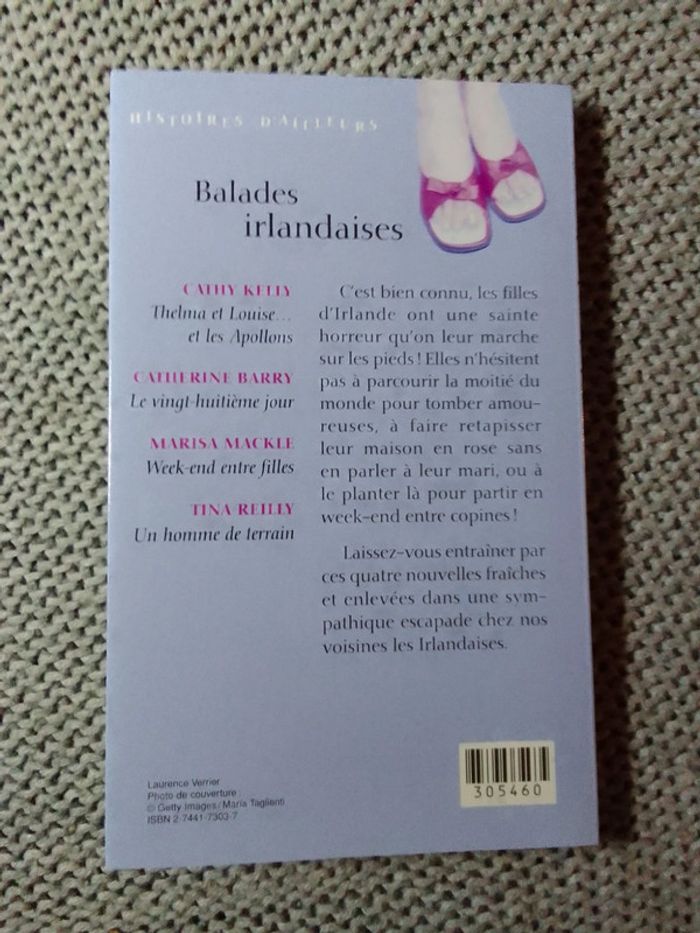 HISTOIRES D'AILLEURS
Balades
irlandaises
CATHY KELLY
Thelma et Louise...
et les Apollons
CATHERINE BARRY
Le vingt-huitième jour
MARISA MACKLE
Week-end entre filles
TINA REILLY
Un homme de terrain
C'est bien connu, les filles
d'Irlande ont une sainte
horreur qu'on leur marche
sur les pieds ! Elles n'hésitent
pas à parcourir la moitié du
monde pour tomber amou-
reuses, à faire retapisser
leur maison en rose sans
en parler à leur mari, ou à
le planter là pour partir en
week-end entre copines !
Laissez-vous entraîner par
ces quatre nouvelles fraîches
et enlevées dans une sym-
pathique escapade chez nos
voisines les Irlandaises.
Laurence Verrier
Photo de couverture :
© Getty Images / Maria Taglienti
ISBN 2-7441-7303-7
305460